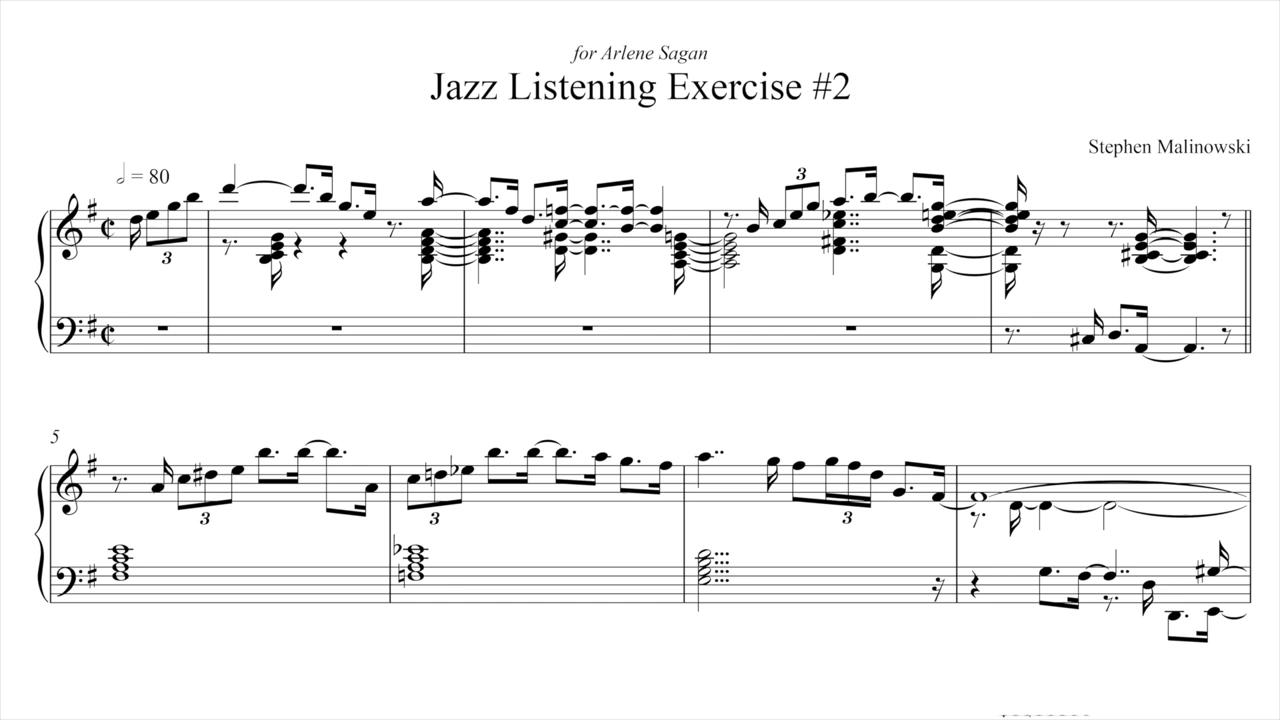 for Arlene Sagan
Jazz Listening Exercise #2
Stephen Malinowski
= 80
3
3
5
3
3
3